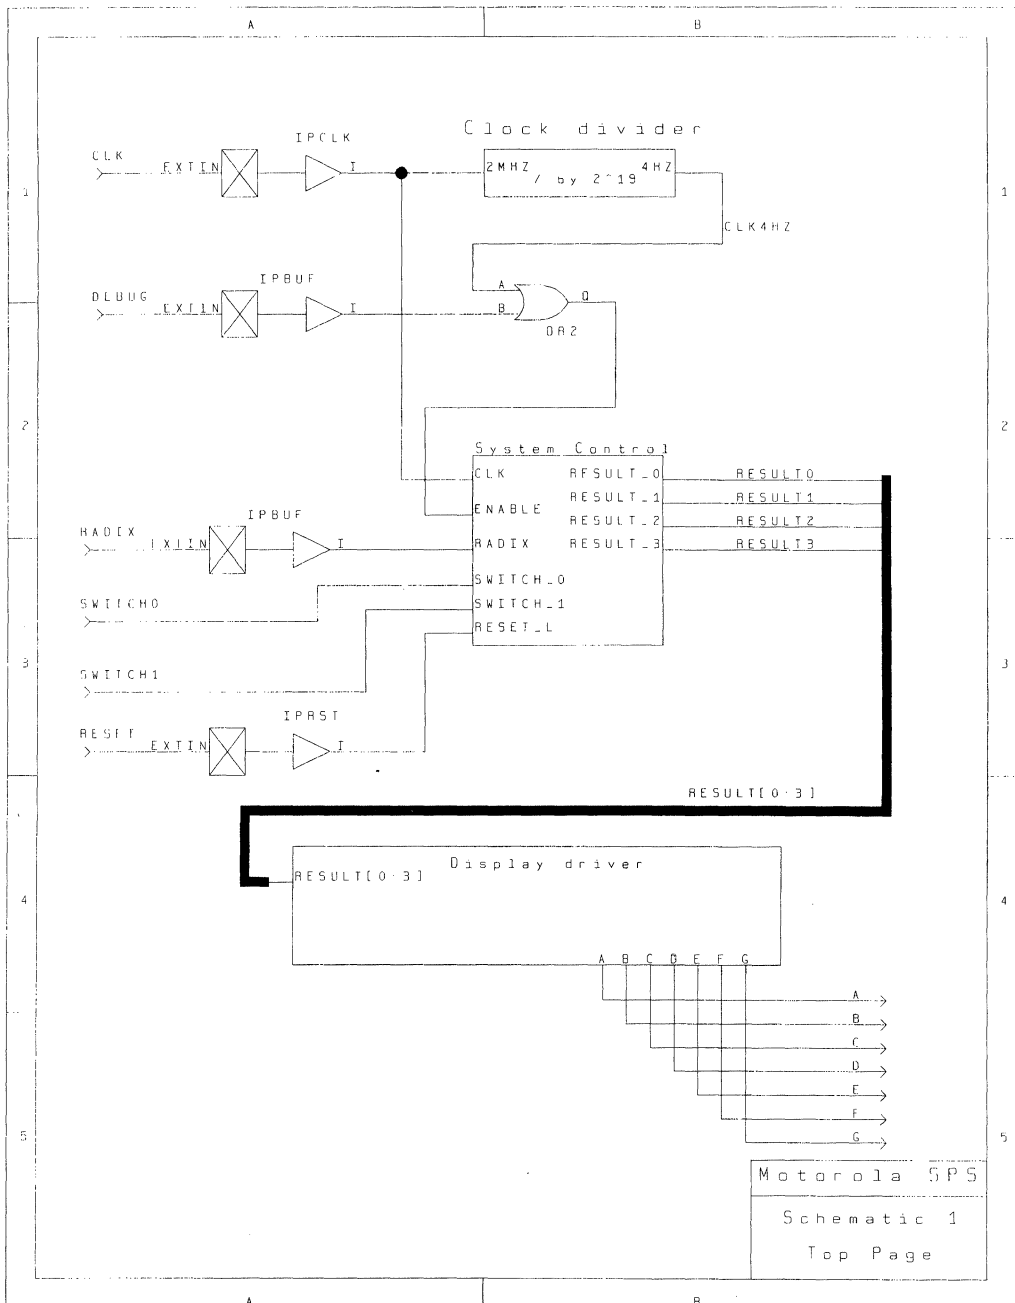 A B
Clock divider
IPCLK
CLK EXTIN I 2MHZ 4HZ
/ by 2^19
1 1
CLK4HZ
IPBUF
A Q
DEBUG EXTIN I B
OR2
2 2
System Control
CLK RESULT_0 RESULT0
RESULT_1 RESULT1
ENABLE RESULT_2 RESULT2
IPBUF
RADIX EXTIN I RADIX RESULT_3 RESULT3
SWITCH_0
SWITCH0 SWITCH_1
RESET_L
3 3
SWITCH1
IPRST
RESET EXTIN I
RESULT[0:3]
Display driver
RESULT[0:3]
4 4
A B C D E F G
A
B
C
D
E
F
G
5 5
Motorola SPS
Schematic 1
Top Page
A B